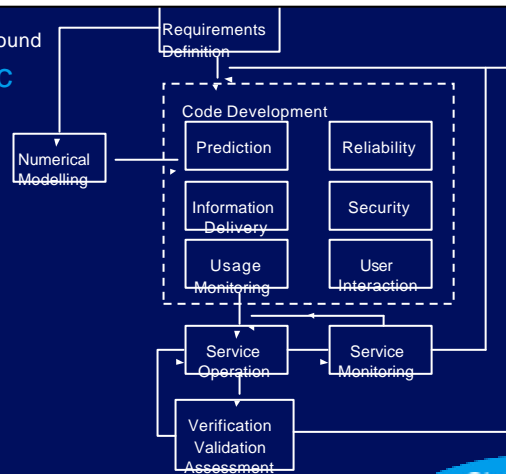 ound
C
Requirements
Definition
Code Development
Prediction
Reliability
Numerical
Modelling
Information
Delivery
Security
Usage
Monitoring
User
Interaction
Service
Operation
Service
Monitoring
Verification
Validation
Assessment